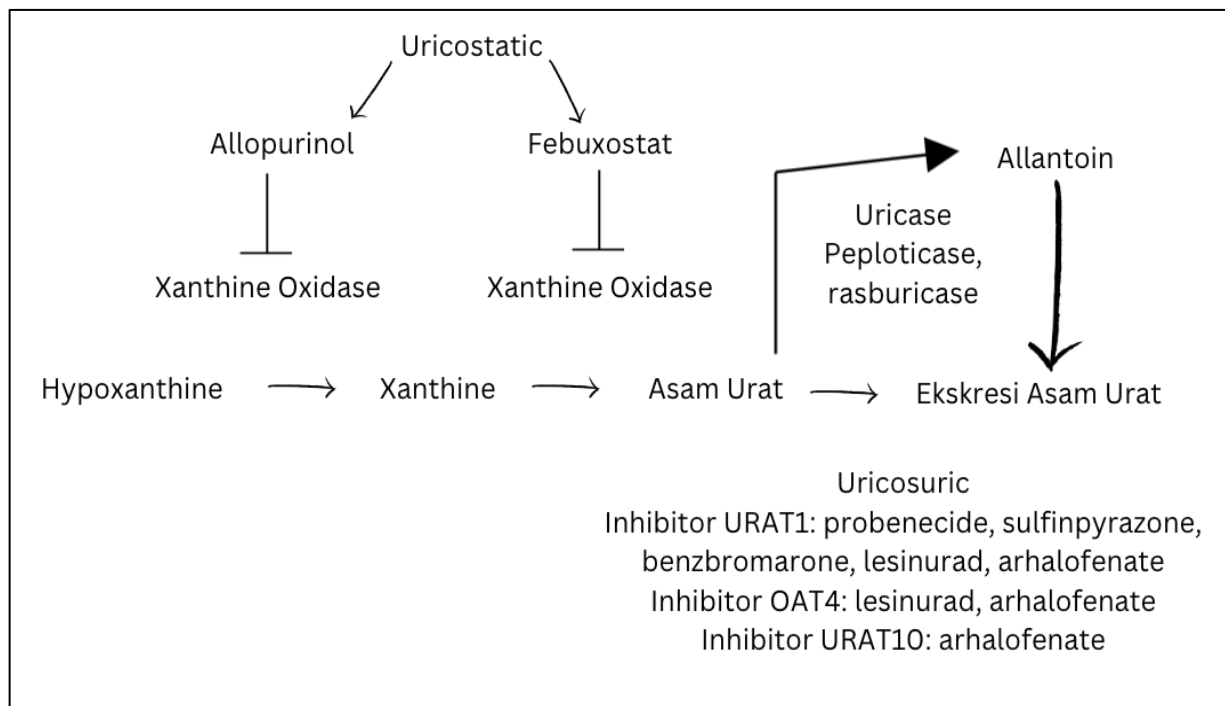 Uricostatic
Allopurinol
Febuxostat
Allantoin
Uricase
Peploticase,
rasburicase
Xanthine Oxidase
Xanthine Oxidase
Hypoxanthine
Xanthine
Asam Urat
Ekskresi Asam Urat
Uricosuric
Inhibitor URAT1: probenecide, sulfinpyrazone,
benzbromarone, lesinurad, arhalofenate
Inhibitor OAT4: lesinurad, arhalofenate
Inhibitor URAT10: arhalofenate